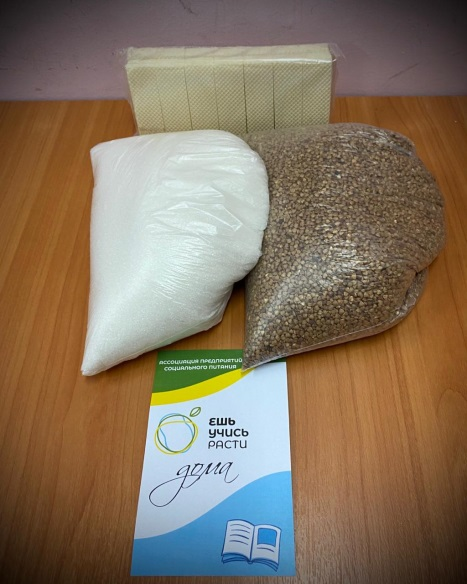 АССОЦИАЦИЯ ПРЕДПРИЯТИЙ
СОЦИАЛЬНОГО ПИТАНИЯ
ЕШЬ
УЧИСЬ
РАСТИ
дома